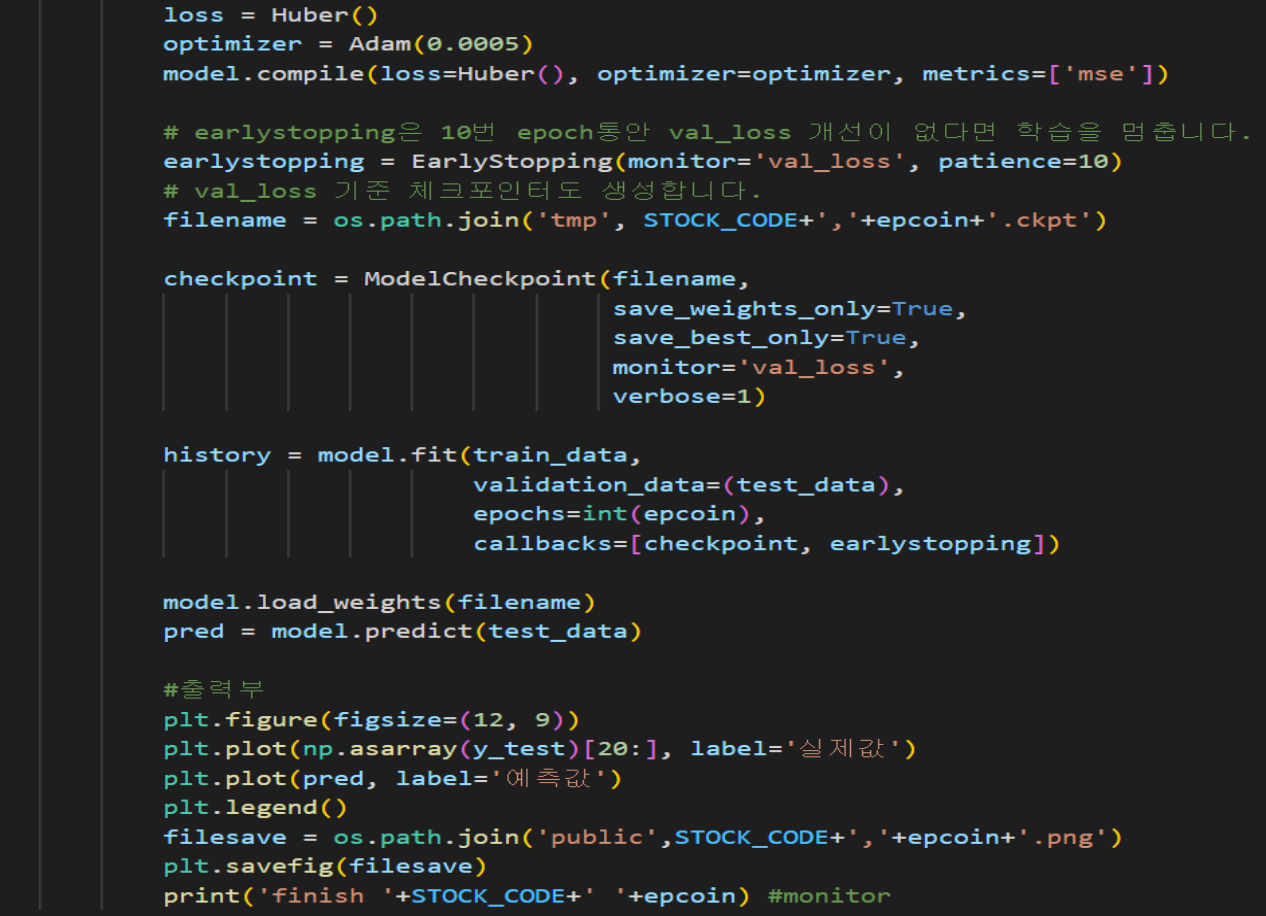 loss = Huber()
optimizer = Adam(0.0005)
model.compile(loss=Huber(), optimizer=optimizer, metrics=['mse'])
# earlystopping은 10번 epoch통안 val_loss 개선이 없다면 학습을 멈춥니다.
earlystopping = EarlyStopping(monitor='val_loss', patience=10)
# val_loss 기준 체크포인터도 생성합니다.
filename = os.path.join('tmp', STOCK_CODE+','+epcoin+'.ckpt')
checkpoint = ModelCheckpoint(filename,
save_weights_only=True,
save_best_only=True,
monitor='val_loss',
verbose=1)
history = model.fit(train_data,
validation_data=(test_data),
epochs=int(epcoin),
callbacks=[checkpoint, earlystopping])
model.load_weights(filename)
pred = model.predict(test_data)
#출력부
plt.figure(figsize=(12, 9))
plt.plot(np.asarray(y_test)[20:], label='실제값')
plt.plot(pred, label='예측값')
plt.legend()
filesave = os.path.join('public',STOCK_CODE+','+epcoin+'.png')
plt.savefig(filesave)
print('finish '+STOCK_CODE+' '+epcoin) #monitor